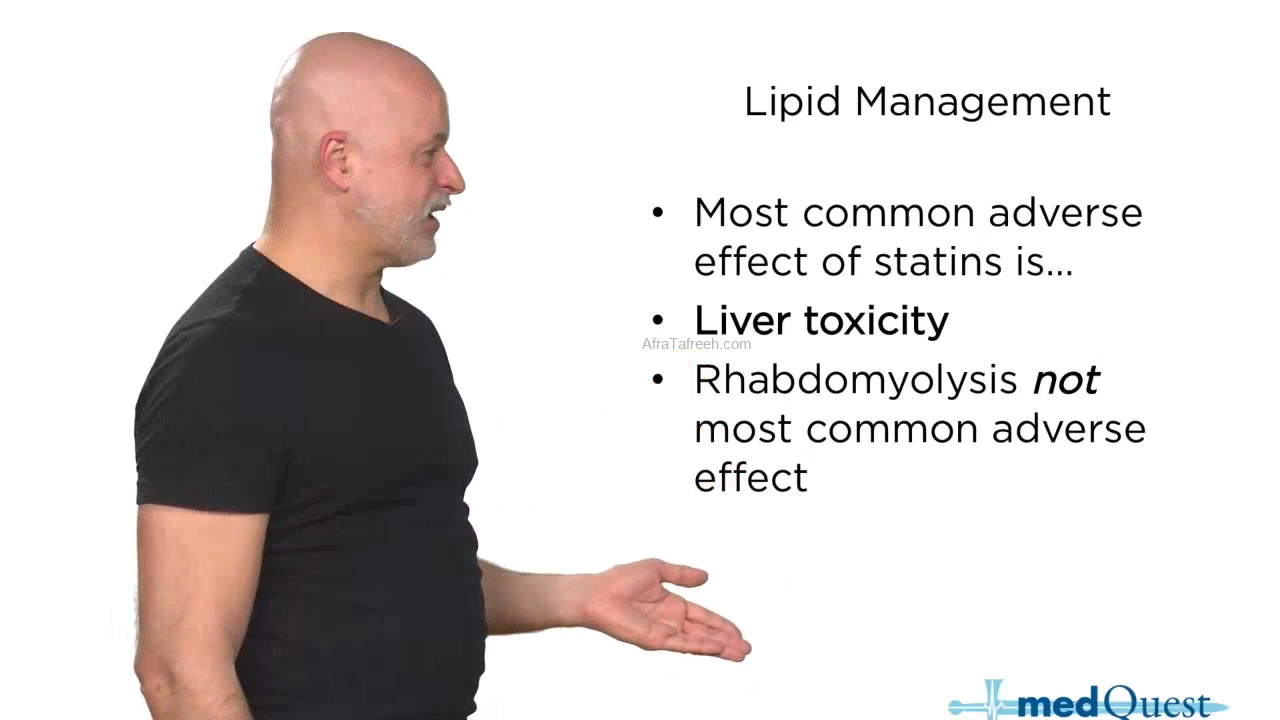 Lipid Management
• Most common adverse
effect of statins is...
• Liver toxicity
AfraTafreeh.com
• Rhabdomyolysis not
most common adverse
effect
medQuest